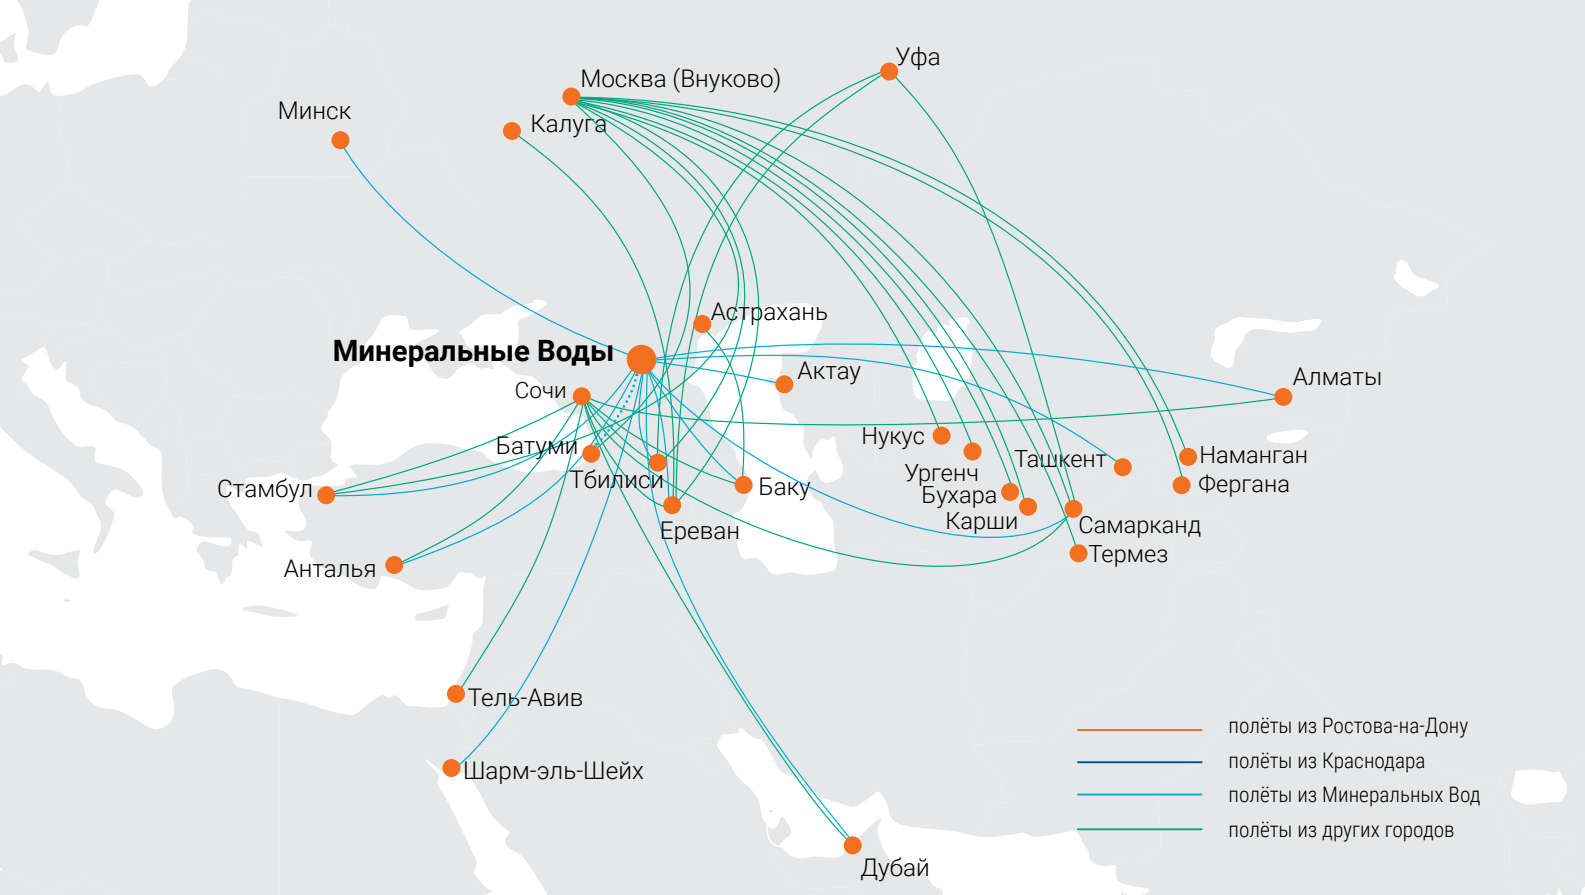 Уфа
Москва (Внуково)
Минск
Калуга
Астрахань
Минеральные Воды
Актау
Алматы
Сочи
Нукус
Батуми
Ташкент
Наманган
Тбилиси
Ургенч
Стамбул
Баку
Бухара
Фергана
Карши
Самарканд
Ереван
Термез
Анталья
Тель-Авив
полёты из Ростова-на-Дону
полёты из Краснодара
Шарм-эль-Шейх
полёты из Минеральных Вод
полёты из других городов
Дубай